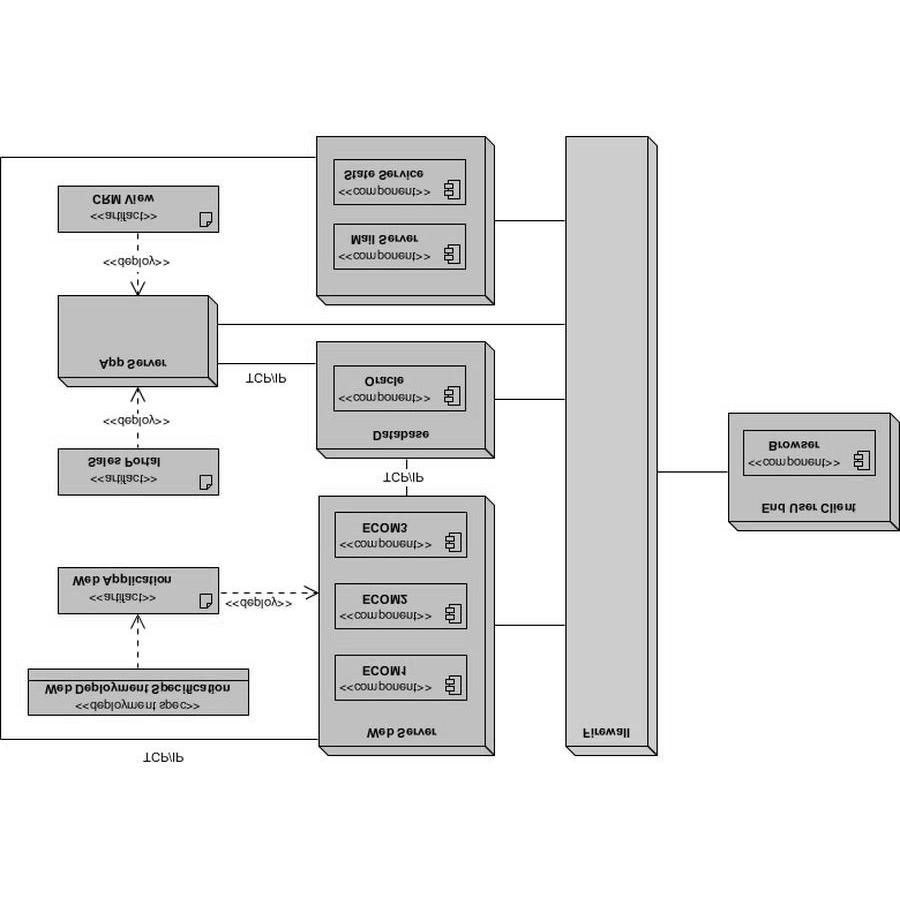 TCP/IP
<<deployment spec>>
Web Deployment Specification
<<artifact>>
Web Application
<<deploy>>
Web Server
<<component>>
ECOM1
<<component>>
ECOM2
<<component>>
ECOM3
TCP/IP
<<artifact>>
Sales Portal
<<deploy>>
App Server
<<deploy>>
<<artifact>>
CRM View
TCP/IP
Database
<<component>>
Oracle
<<component>>
Mail Server
<<component>>
State Service
Firewall
End User Client
<<component>>
Browser